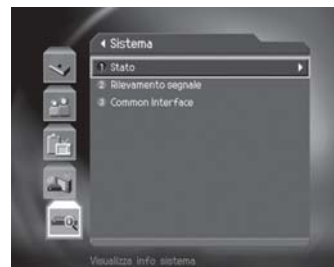 Sistema
1 Stato
2 Rilevamento segnale
3 Common Interface
Visualizza info sistema